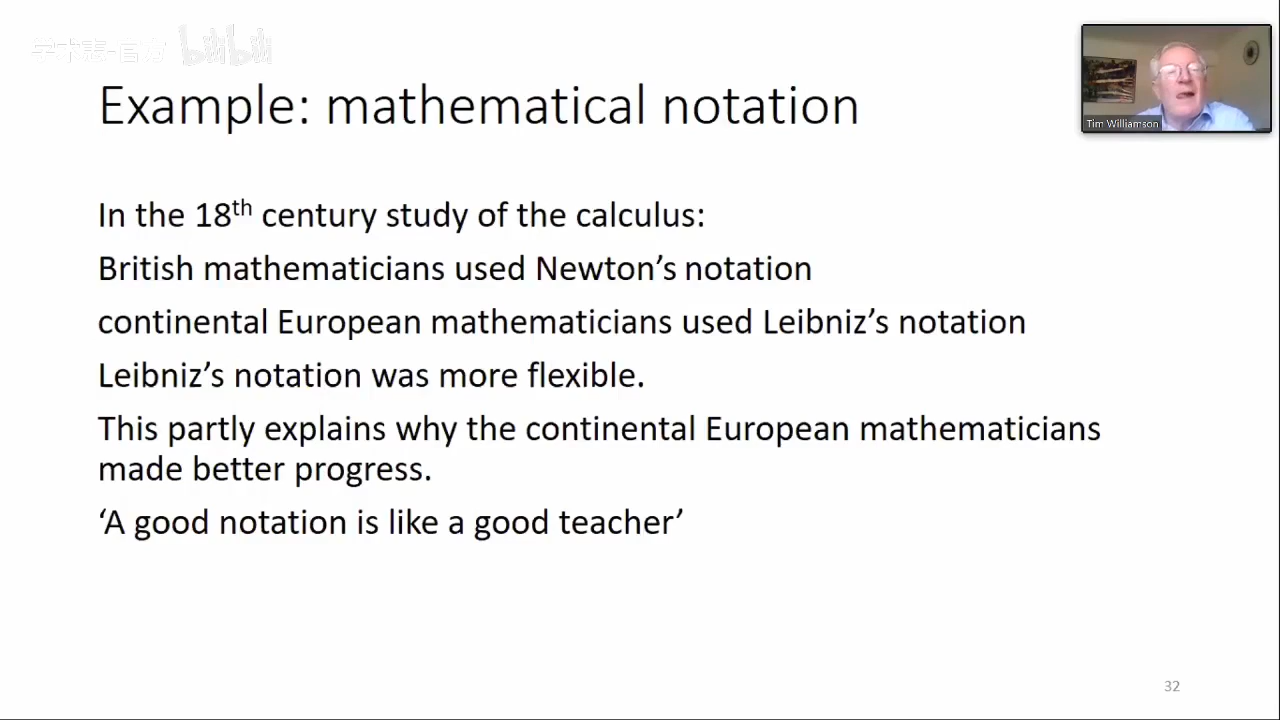 bilibili
Example: mathematical notation
Tim Williamson
In the 18th century study of the calculus:
British mathematicians used Newton’s notation
continental European mathematicians used Leibniz’s notation
Leibniz’s notation was more flexible.
This partly explains why the continental European mathematicians
made better progress.
‘A good notation is like a good teacher’
32